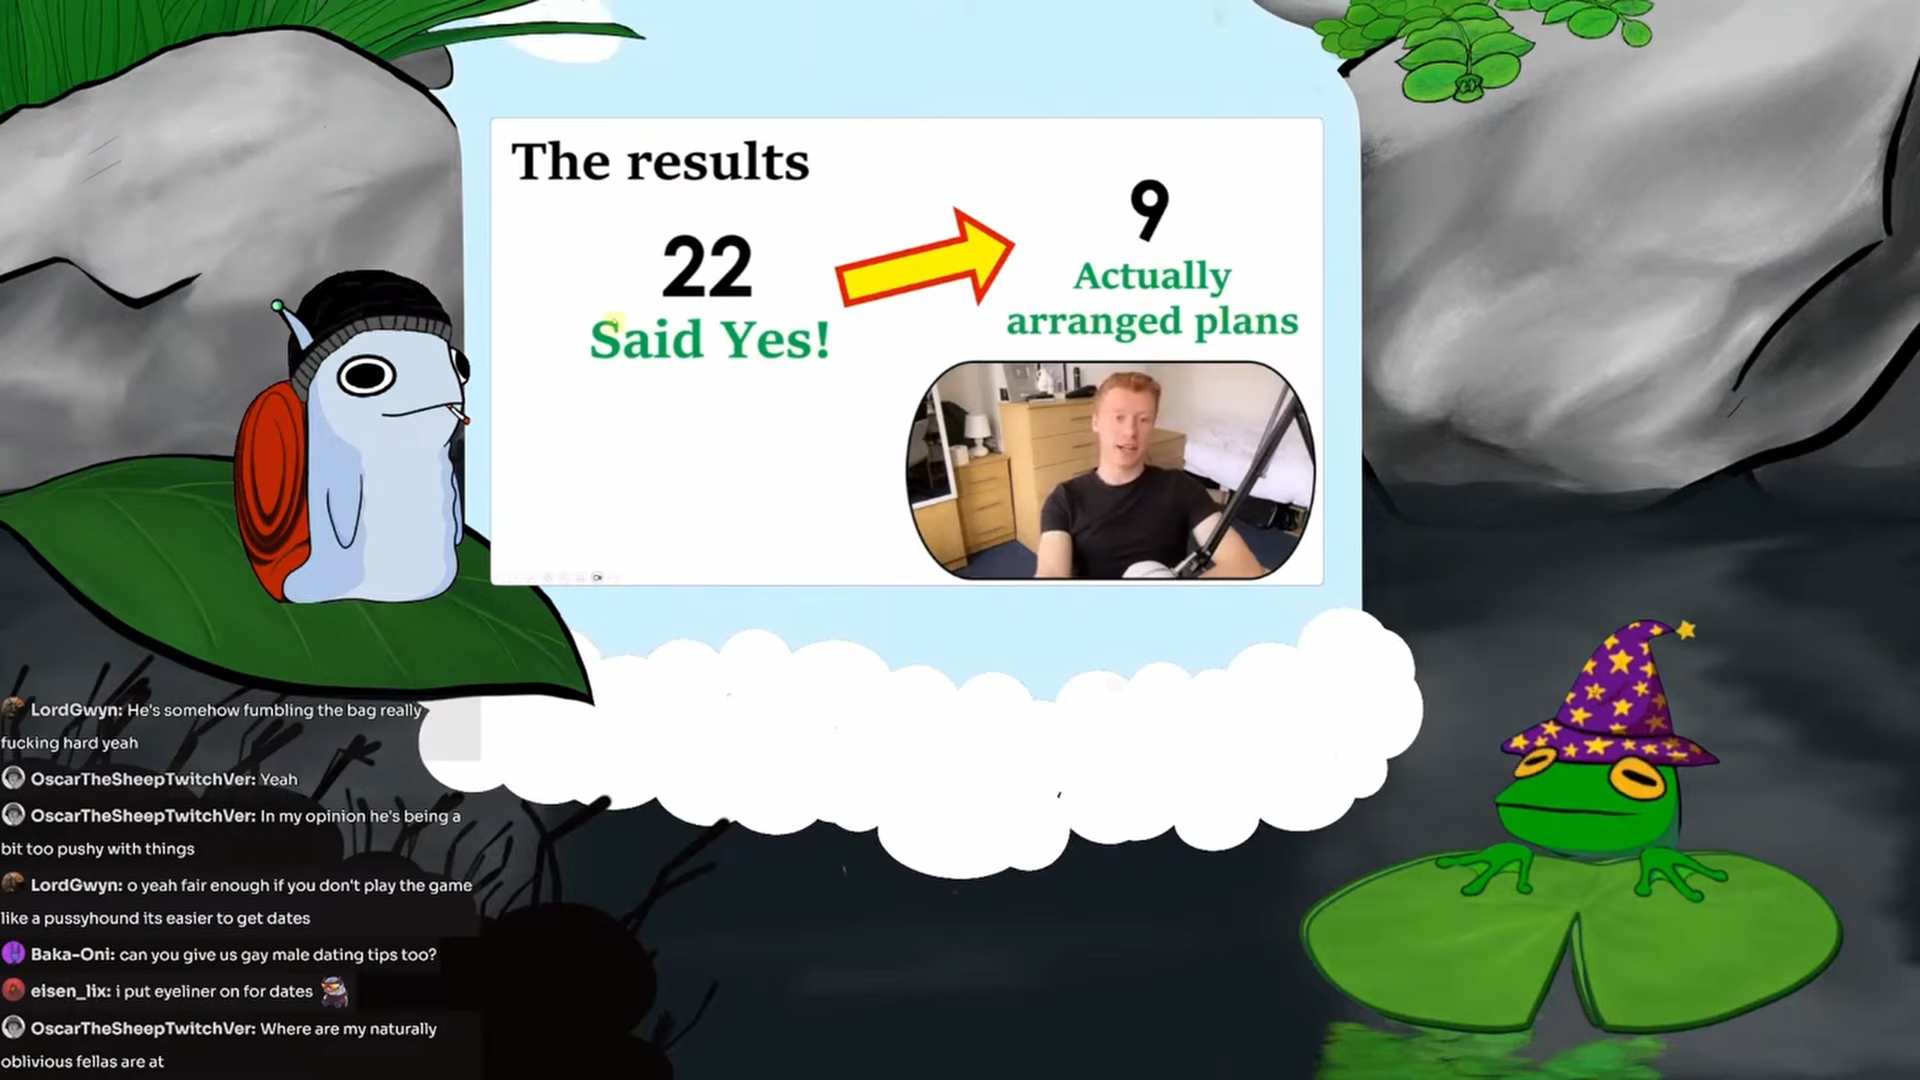 The results
22
Said Yes!
9
Actually
arranged plans
LordGwyn: He's somehow fumbling the bag really
fucking hard yeah
OscarTheSheepTwitchVer: Yeah
OscarTheSheepTwitchVer: In my opinion he's being a
bit too pushy with things
LordGwyn: o yeah fair enough if you don't play the game
like a pussyhound its easier to get dates
Baka-Oni: can you give us gay male dating tips too?
eisen_lix: i put eyeliner on for dates
OscarTheSheepTwitchVer: Where are my naturally
oblivious fellas are at